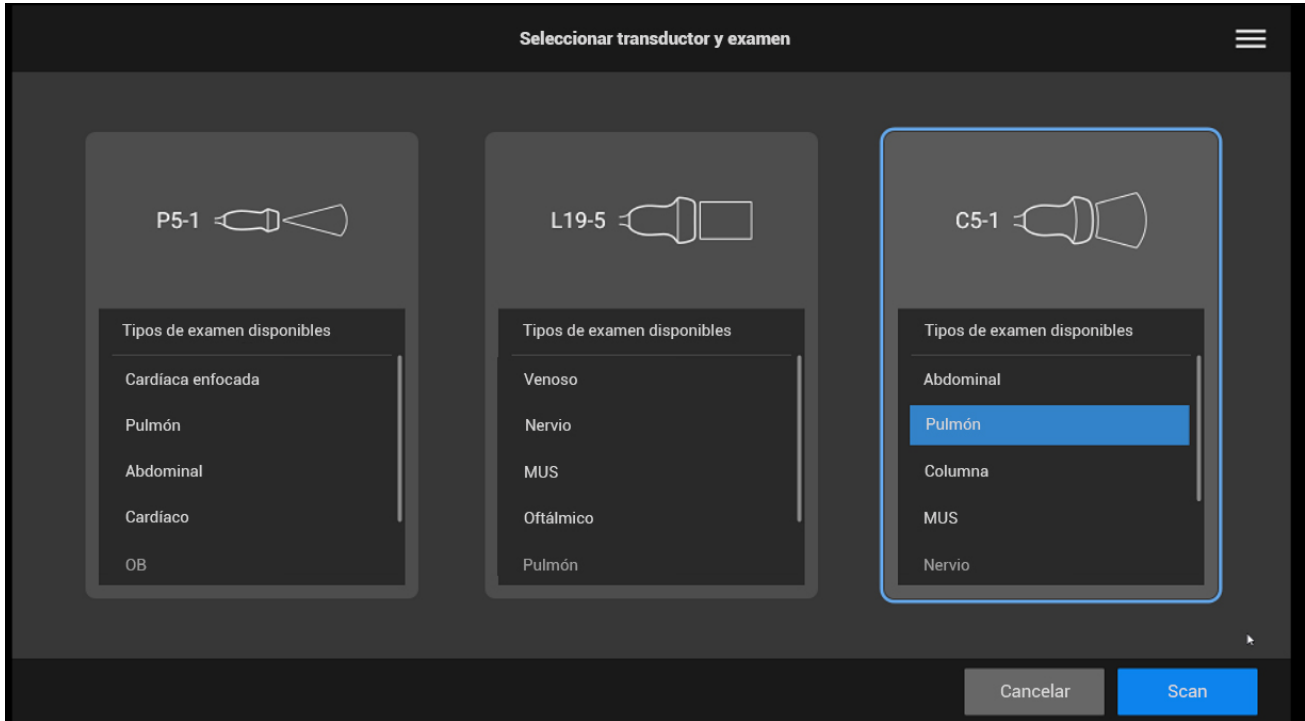 Seleccionar transductor y examen
P5-1
Tipos de examen disponibles
Cardíaca enfocada
Pulmón
Abdominal
Cardíaco
OB
L19-5
Tipos de examen disponibles
Venoso
Nervio
MUS
Oftálmico
Pulmón
C5-1
Tipos de examen disponibles
Abdominal
Pulmón
Columna
MUS
Nervio
Cancelar
Scan